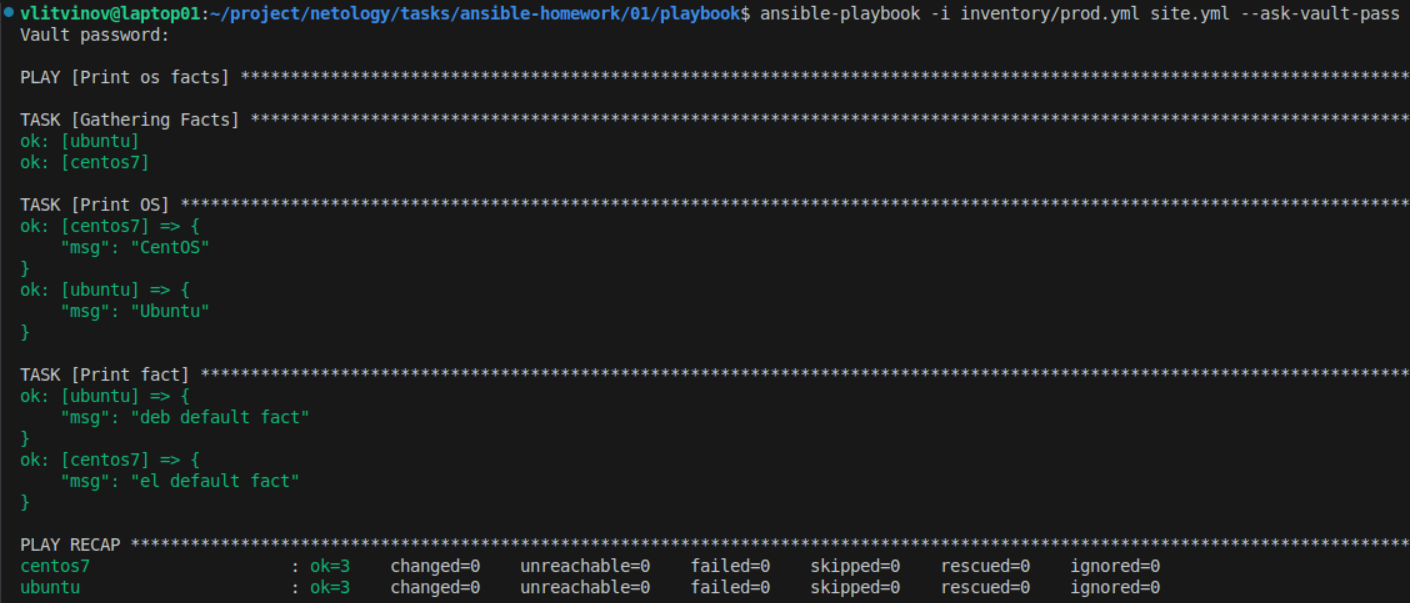 vlitvinov@laptop01:~/project/netology/tasks/ansible-homework/01/playbook$ ansible-playbook -i inventory/prod.yml site.yml --ask-vault-pass
Vault password:
PLAY [Print os facts] *********************************************************************************************************************
TASK [Gathering Facts] ********************************************************************************************************************
ok: [ubuntu]
ok: [centos7]
TASK [Print OS] ***************************************************************************************************************************
ok: [centos7] => {
    "msg": "CentOS"
}
ok: [ubuntu] => {
    "msg": "Ubuntu"
}
TASK [Print fact] *************************************************************************************************************************
ok: [ubuntu] => {
    "msg": "deb default fact"
}
ok: [centos7] => {
    "msg": "el default fact"
}
PLAY RECAP ********************************************************************************************************************************
centos7                    : ok=3    changed=0    unreachable=0    failed=0    skipped=0    rescued=0    ignored=0
ubuntu                     : ok=3    changed=0    unreachable=0    failed=0    skipped=0    rescued=0    ignored=0